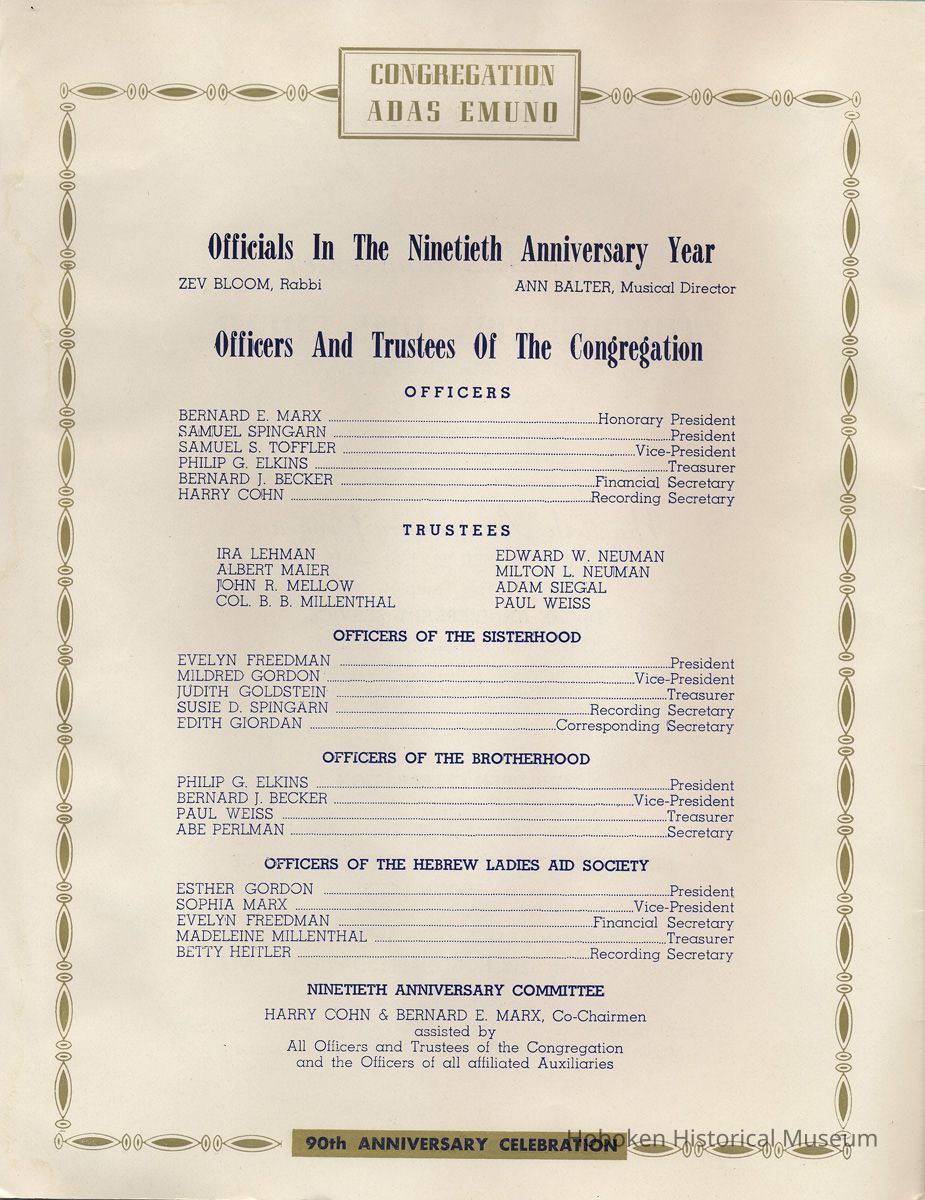 CONGREGATION
ADAS EMUNO
Officials In The Ninetieth Anniversary Year
ZEV BLOOM, Rabbi ANN BALTER, Musical Director
Officers And Trustees Of The Congregation
OFFICERS
BERNARD E. MARX ........ Honorary President
SAMUEL SPINGARN ........ President
SAMUEL S. TOFFLER ........ Vice-President
PHILIP G. ELKINS ........ Treasurer
BERNARD J. BECKER ........ Financial Secretary
HARRY COHN ........ Recording Secretary
TRUSTEES
IRA LEHMAN EDWARD W. NEUMAN
ALBERT MAIER MILTON L. NEUMAN
JOHN R. MELLOW ADAM SIEGAL
COL. B. B. MILLENTHAL PAUL WEISS
OFFICERS OF THE SISTERHOOD
EVELYN FREEDMAN ........ President
MILDRED GORDON ........ Vice-President
JUDITH GOLDSTEIN ........ Treasurer
SUSIE D. SPINGARN ........ Recording Secretary
EDITH GIORDAN ........ Corresponding Secretary
OFFICERS OF THE BROTHERHOOD
PHILIP G. ELKINS ........ President
BERNARD J. BECKER ........ Vice-President
PAUL WEISS ........ Treasurer
ABE PERLMAN ........ Secretary
OFFICERS OF THE HEBREW LADIES AID SOCIETY
ESTHER GORDON ........ President
SOPHIA MARX ........ Vice-President
EVELYN FREEDMAN ........ Financial Secretary
MADELEINE MILLENTHAL ........ Treasurer
BETTY HEITLER ........ Recording Secretary
NINETIETH ANNIVERSARY COMMITTEE
HARRY COHN & BERNARD E. MARX, Co-Chairmen
assisted by
All Officers and Trustees of the Congregation
and the Officers of all affiliated Auxiliaries
90th ANNIVERSARY CELEBRATION
Hoboken Historical Museum